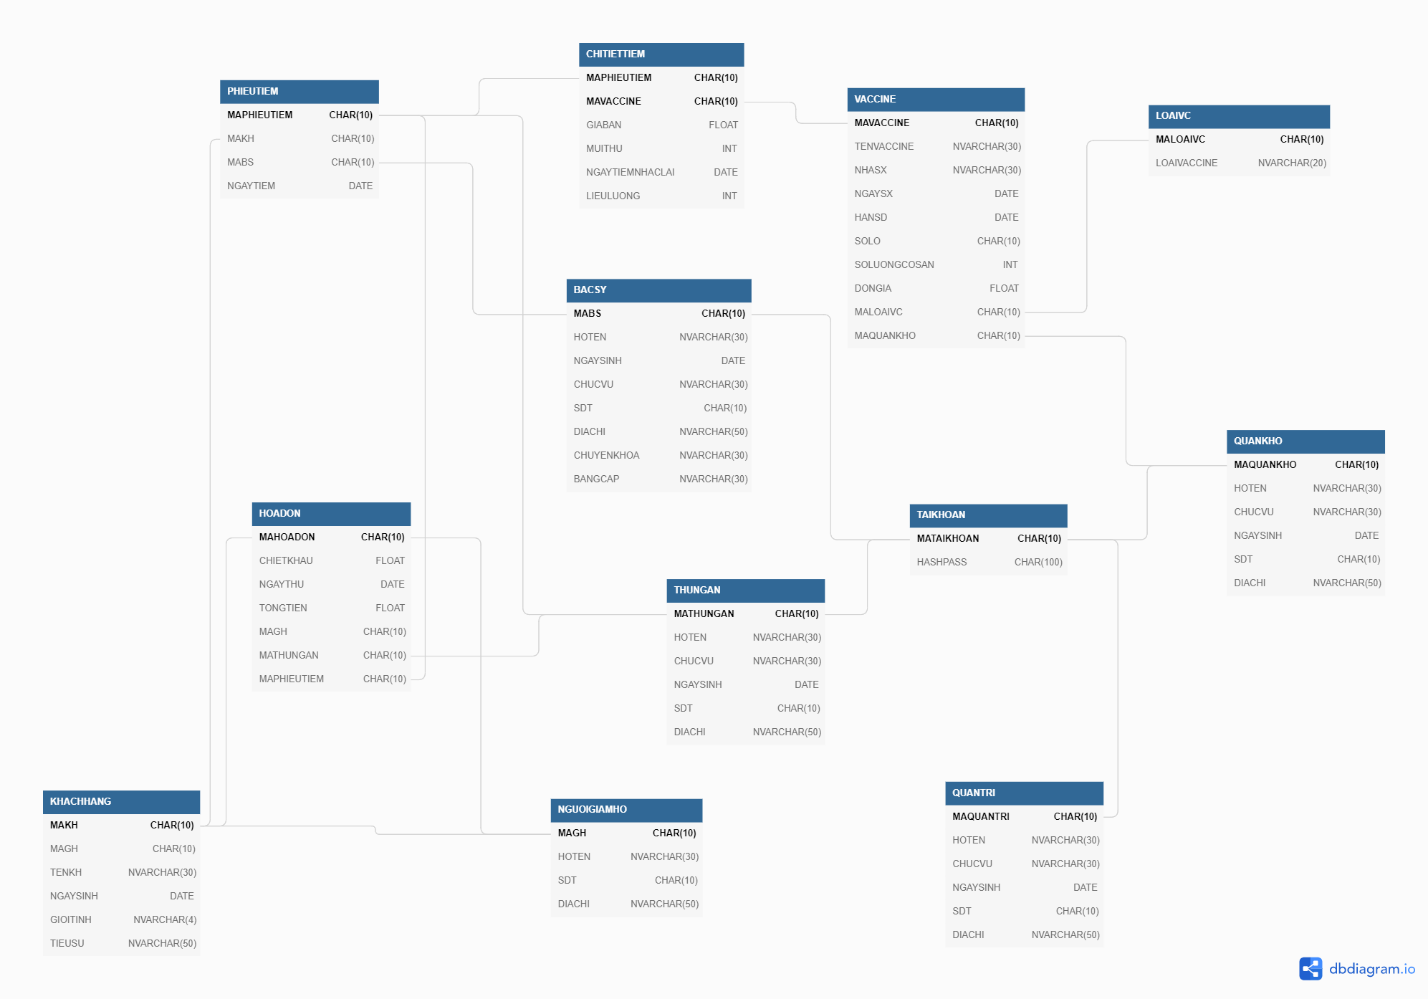 CHITIETTIEM
MAPHIEUTIEM CHAR(10)
MAVACCINE CHAR(10)
GIABAN FLOAT
MUITHU INT
NGAYTIEMNHACLAI DATE
LIEULUONG INT
PHIEUTIEM
MAPHIEUTIEM CHAR(10)
MAKH CHAR(10)
MABS CHAR(10)
NGAYTIEM DATE
VACCINE
MAVACCINE CHAR(10)
TENVACCINE NVARCHAR(30)
NHASX NVARCHAR(30)
NGAYSX DATE
HANSD DATE
SOLO CHAR(10)
SOLUONGCOSAN INT
DONGIA FLOAT
MALOAIVC CHAR(10)
MAQUANKHO CHAR(10)
LOAIVC
MALOAIVC CHAR(10)
LOAIVACCINE NVARCHAR(20)
BACSY
MABS CHAR(10)
HOTEN NVARCHAR(30)
NGAYSINH DATE
CHUCVU NVARCHAR(30)
SDT CHAR(10)
DIACHI NVARCHAR(50)
CHUYENKHOA NVARCHAR(30)
BANGCAP NVARCHAR(30)
QUANKHO
MAQUANKHO CHAR(10)
HOTEN NVARCHAR(30)
CHUCVU NVARCHAR(30)
NGAYSINH DATE
SDT CHAR(10)
DIACHI NVARCHAR(50)
HOADON
MAHOADON CHAR(10)
CHIETKHAU FLOAT
NGAYTHU DATE
TONGTIEN FLOAT
MAGH CHAR(10)
MATHUNGAN CHAR(10)
MAPHIEUTIEM CHAR(10)
TAIKHOAN
MATAIKHOAN CHAR(10)
HASHPASS CHAR(100)
THUNGAN
MATHUNGAN CHAR(10)
HOTEN NVARCHAR(30)
CHUCVU NVARCHAR(30)
NGAYSINH DATE
SDT CHAR(10)
DIACHI NVARCHAR(50)
KHACHHANG
MAKH CHAR(10)
MAGH CHAR(10)
TENKH NVARCHAR(30)
NGAYSINH DATE
GIOITINH NVARCHAR(4)
TIEUSU NVARCHAR(50)
NGUOIGIAMHO
MAGH CHAR(10)
HOTEN NVARCHAR(30)
SDT CHAR(10)
DIACHI NVARCHAR(50)
QUANTRI
MAQUANTRI CHAR(10)
HOTEN NVARCHAR(30)
CHUCVU NVARCHAR(30)
NGAYSINH DATE
SDT CHAR(10)
DIACHI NVARCHAR(50)
dbdiagram.io